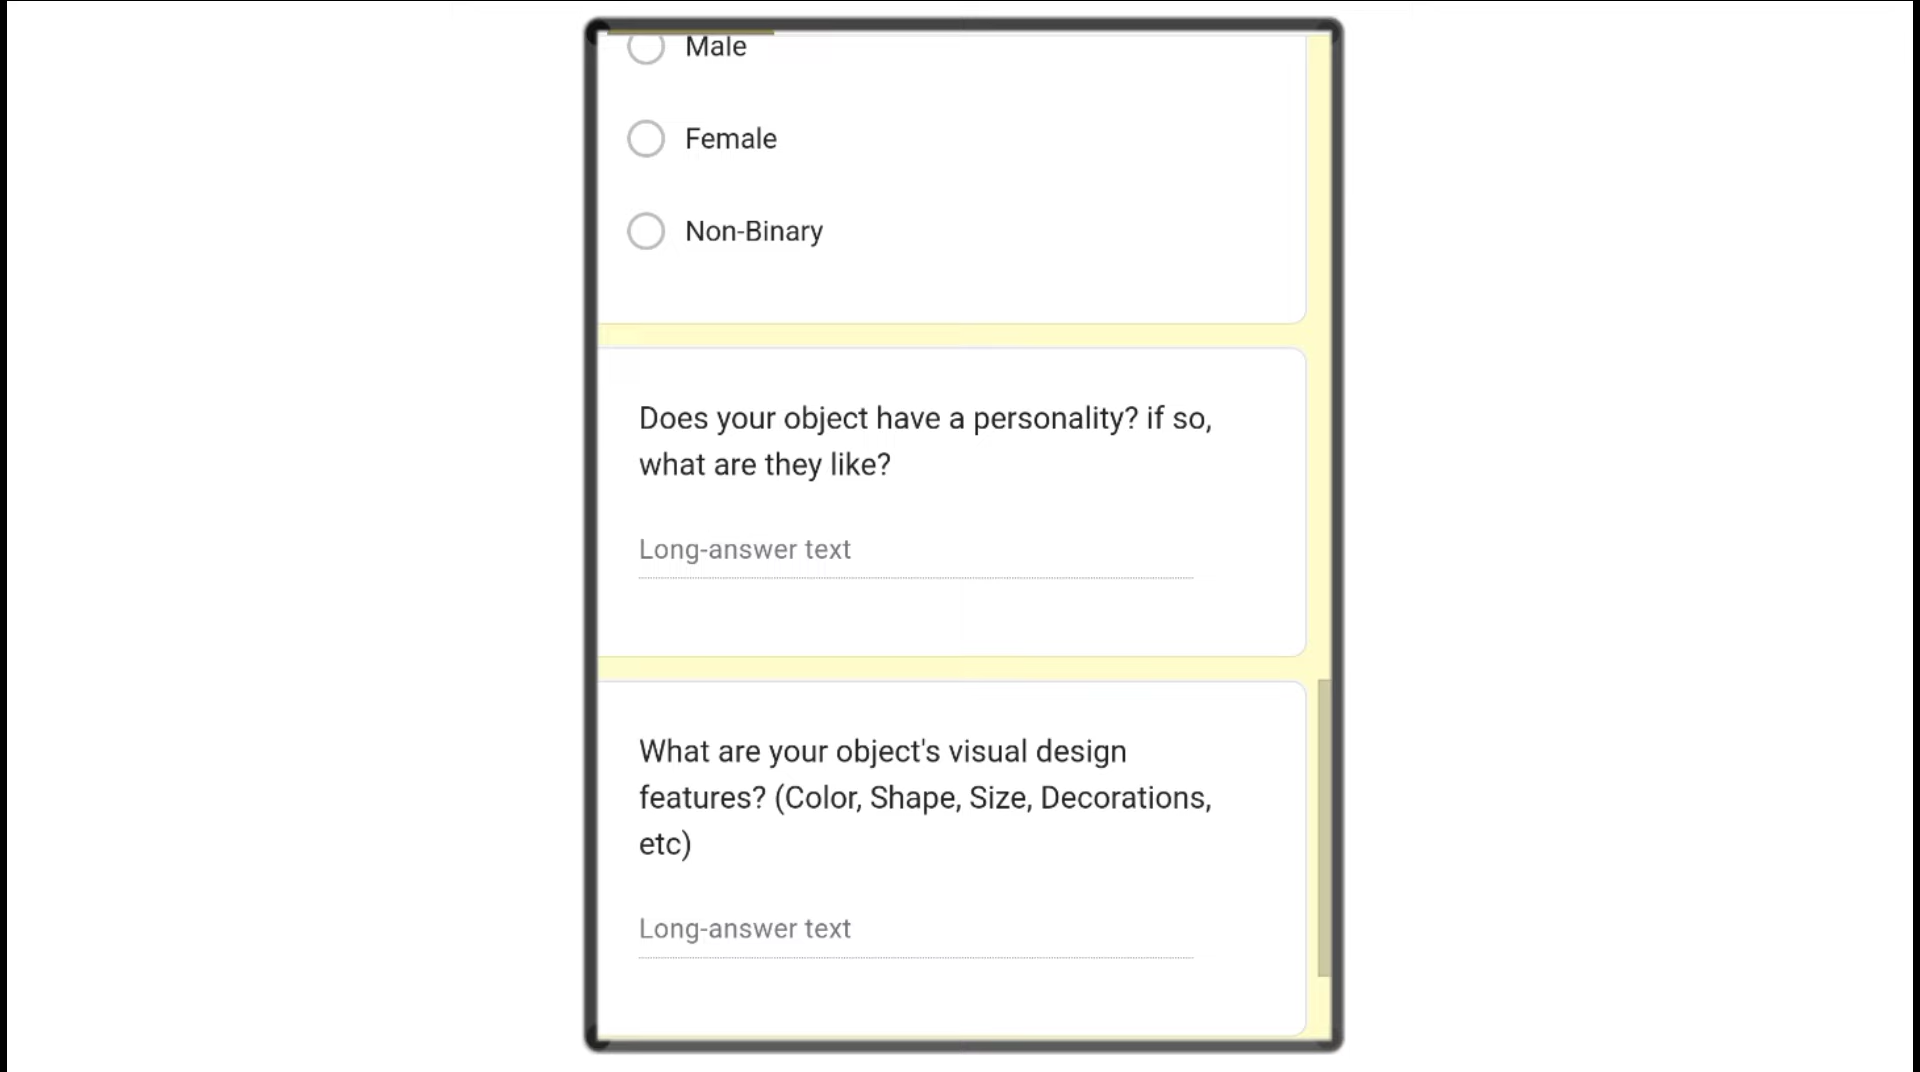 Male
Female
Non-Binary
Does your object have a personality? if so,
what are they like?
Long-answer text
What are your object's visual design
features? (Color, Shape, Size, Decorations,
etc)
Long-answer text